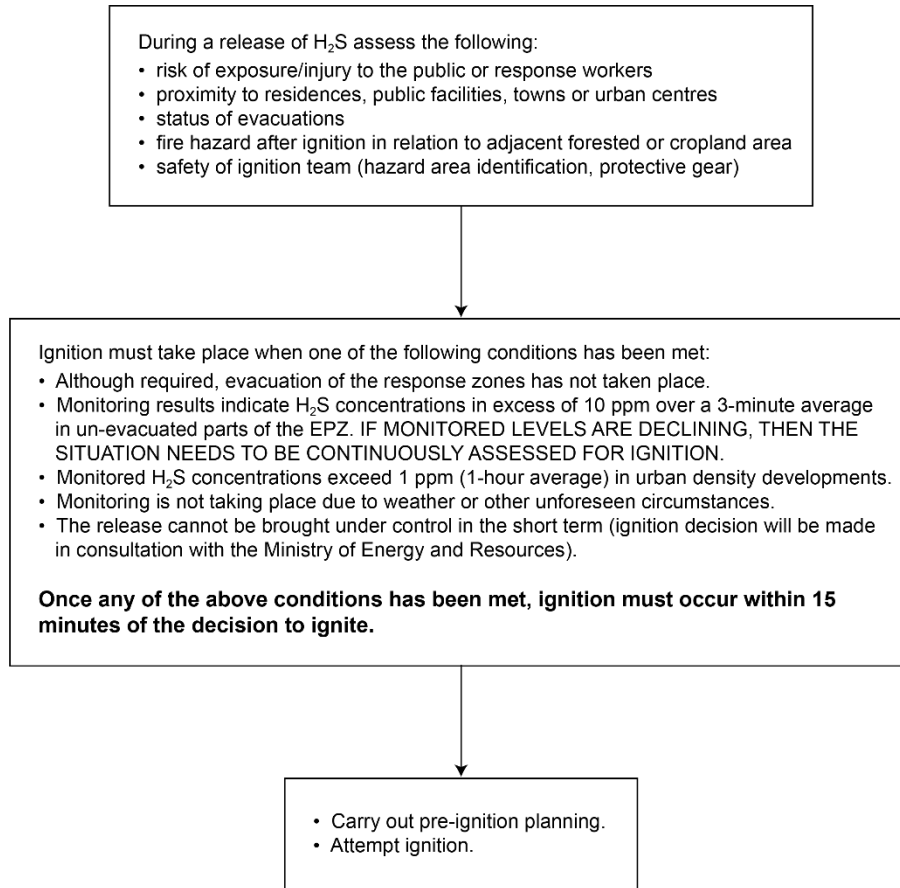 During a release of H₂S assess the following:
• risk of exposure/injury to the public or response workers
• proximity to residences, public facilities, towns or urban centres
• status of evacuations
• fire hazard after ignition in relation to adjacent forested or cropland area
• safety of ignition team (hazard area identification, protective gear)
Ignition must take place when one of the following conditions has been met:
• Although required, evacuation of the response zones has not taken place.
• Monitoring results indicate H₂S concentrations in excess of 10 ppm over a 3-minute average
in un-evacuated parts of the EPZ. IF MONITORED LEVELS ARE DECLINING, THEN THE
SITUATION NEEDS TO BE CONTINUOUSLY ASSESSED FOR IGNITION.
• Monitored H₂S concentrations exceed 1 ppm (1-hour average) in urban density developments.
• Monitoring is not taking place due to weather or other unforeseen circumstances.
• The release cannot be brought under control in the short term (ignition decision will be made
in consultation with the Ministry of Energy and Resources).
Once any of the above conditions has been met, ignition must occur within 15
minutes of the decision to ignite.
• Carry out pre-ignition planning.
• Attempt ignition.